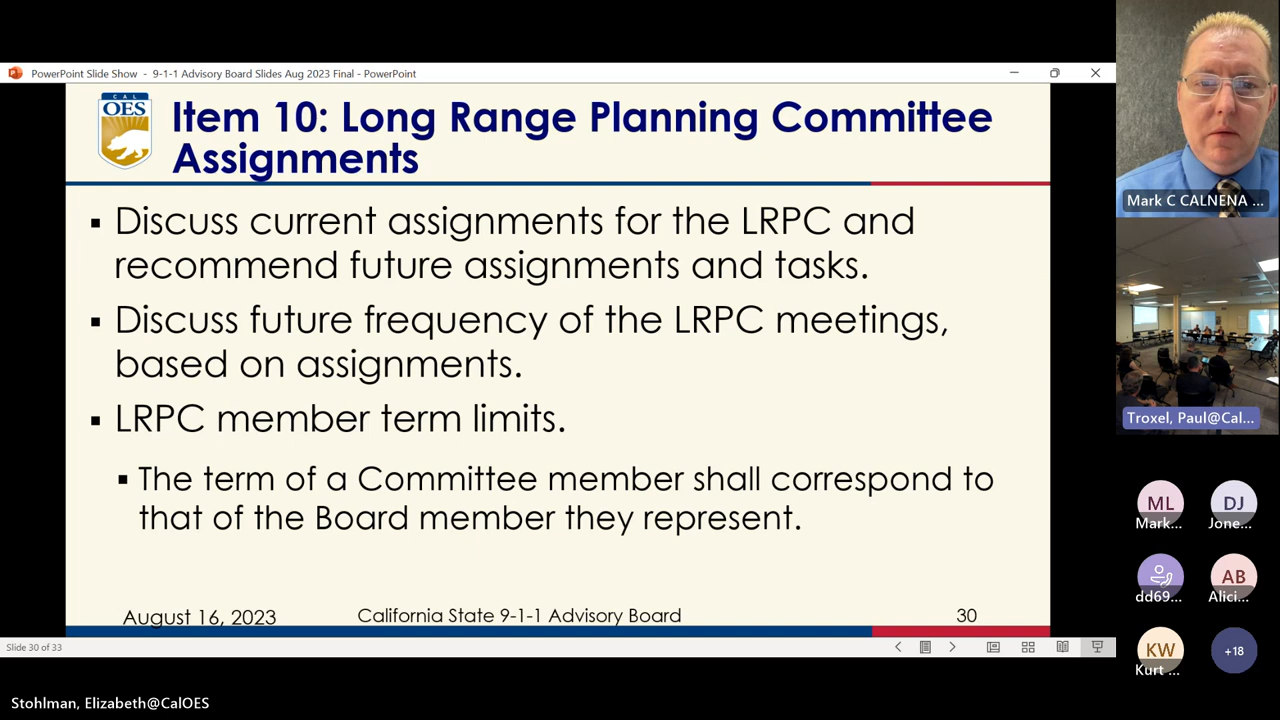 PowerPoint Slide Show - 9-1-1 Advisory Board Slides Aug 2023 Final - PowerPoint
CAL
OES
Item 10: Long Range Planning Committee
Assignments
▪ Discuss current assignments for the LRPC and
recommend future assignments and tasks.
▪ Discuss future frequency of the LRPC meetings,
based on assignments.
▪ LRPC member term limits.
▪ The term of a Committee member shall correspond to
that of the Board member they represent.
August 16, 2023
California State 9-1-1 Advisory Board
30
Slide 30 of 33
Stohlman, Elizabeth@CalOES
Mark C CALNENA ...
Troxel, Paul@Cal...
ML
Mark...
DJ
Jone...
dd69...
AB
Alici...
KW
Kurt ...
+18